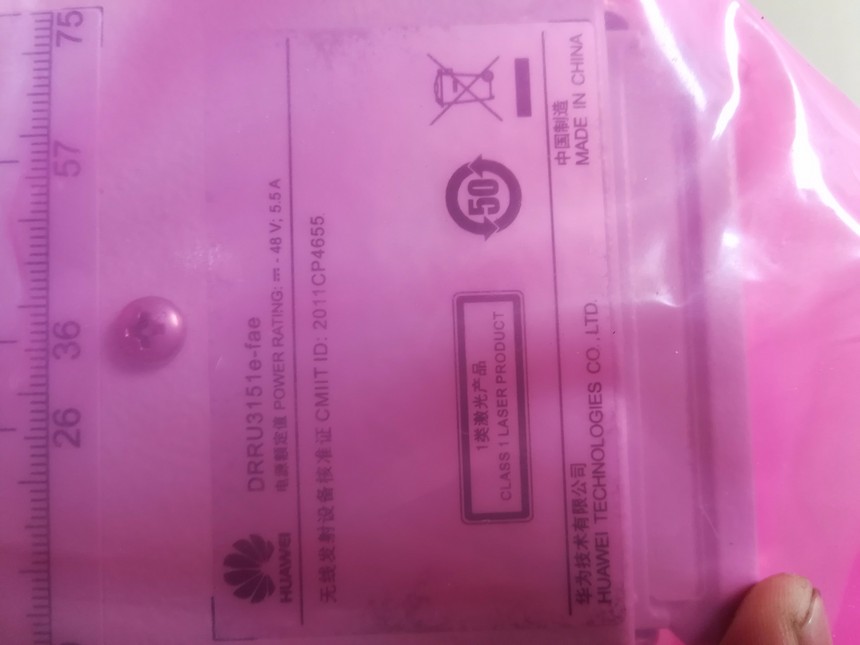 75
57
36
26
HUAWEI
DRRU3151e-fae
电源额定值 POWER RATING: ⎓ - 48 V; 5.5 A
无线发射设备核准证 CMIIT ID: 2011CP4655
50
1类激光产品
CLASS 1 LASER PRODUCT
华为技术有限公司 中国制造
HUAWEI TECHNOLOGIES CO.,LTD. MADE IN CHINA